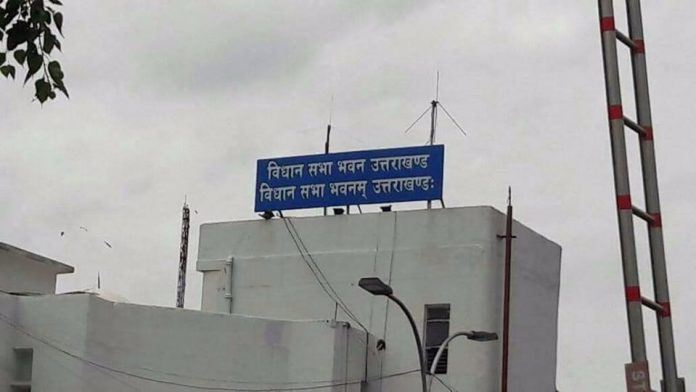 विधान सभा भवन उत्तराखण्ड
विधान सभा भवनम् उत्तराखण्ड: